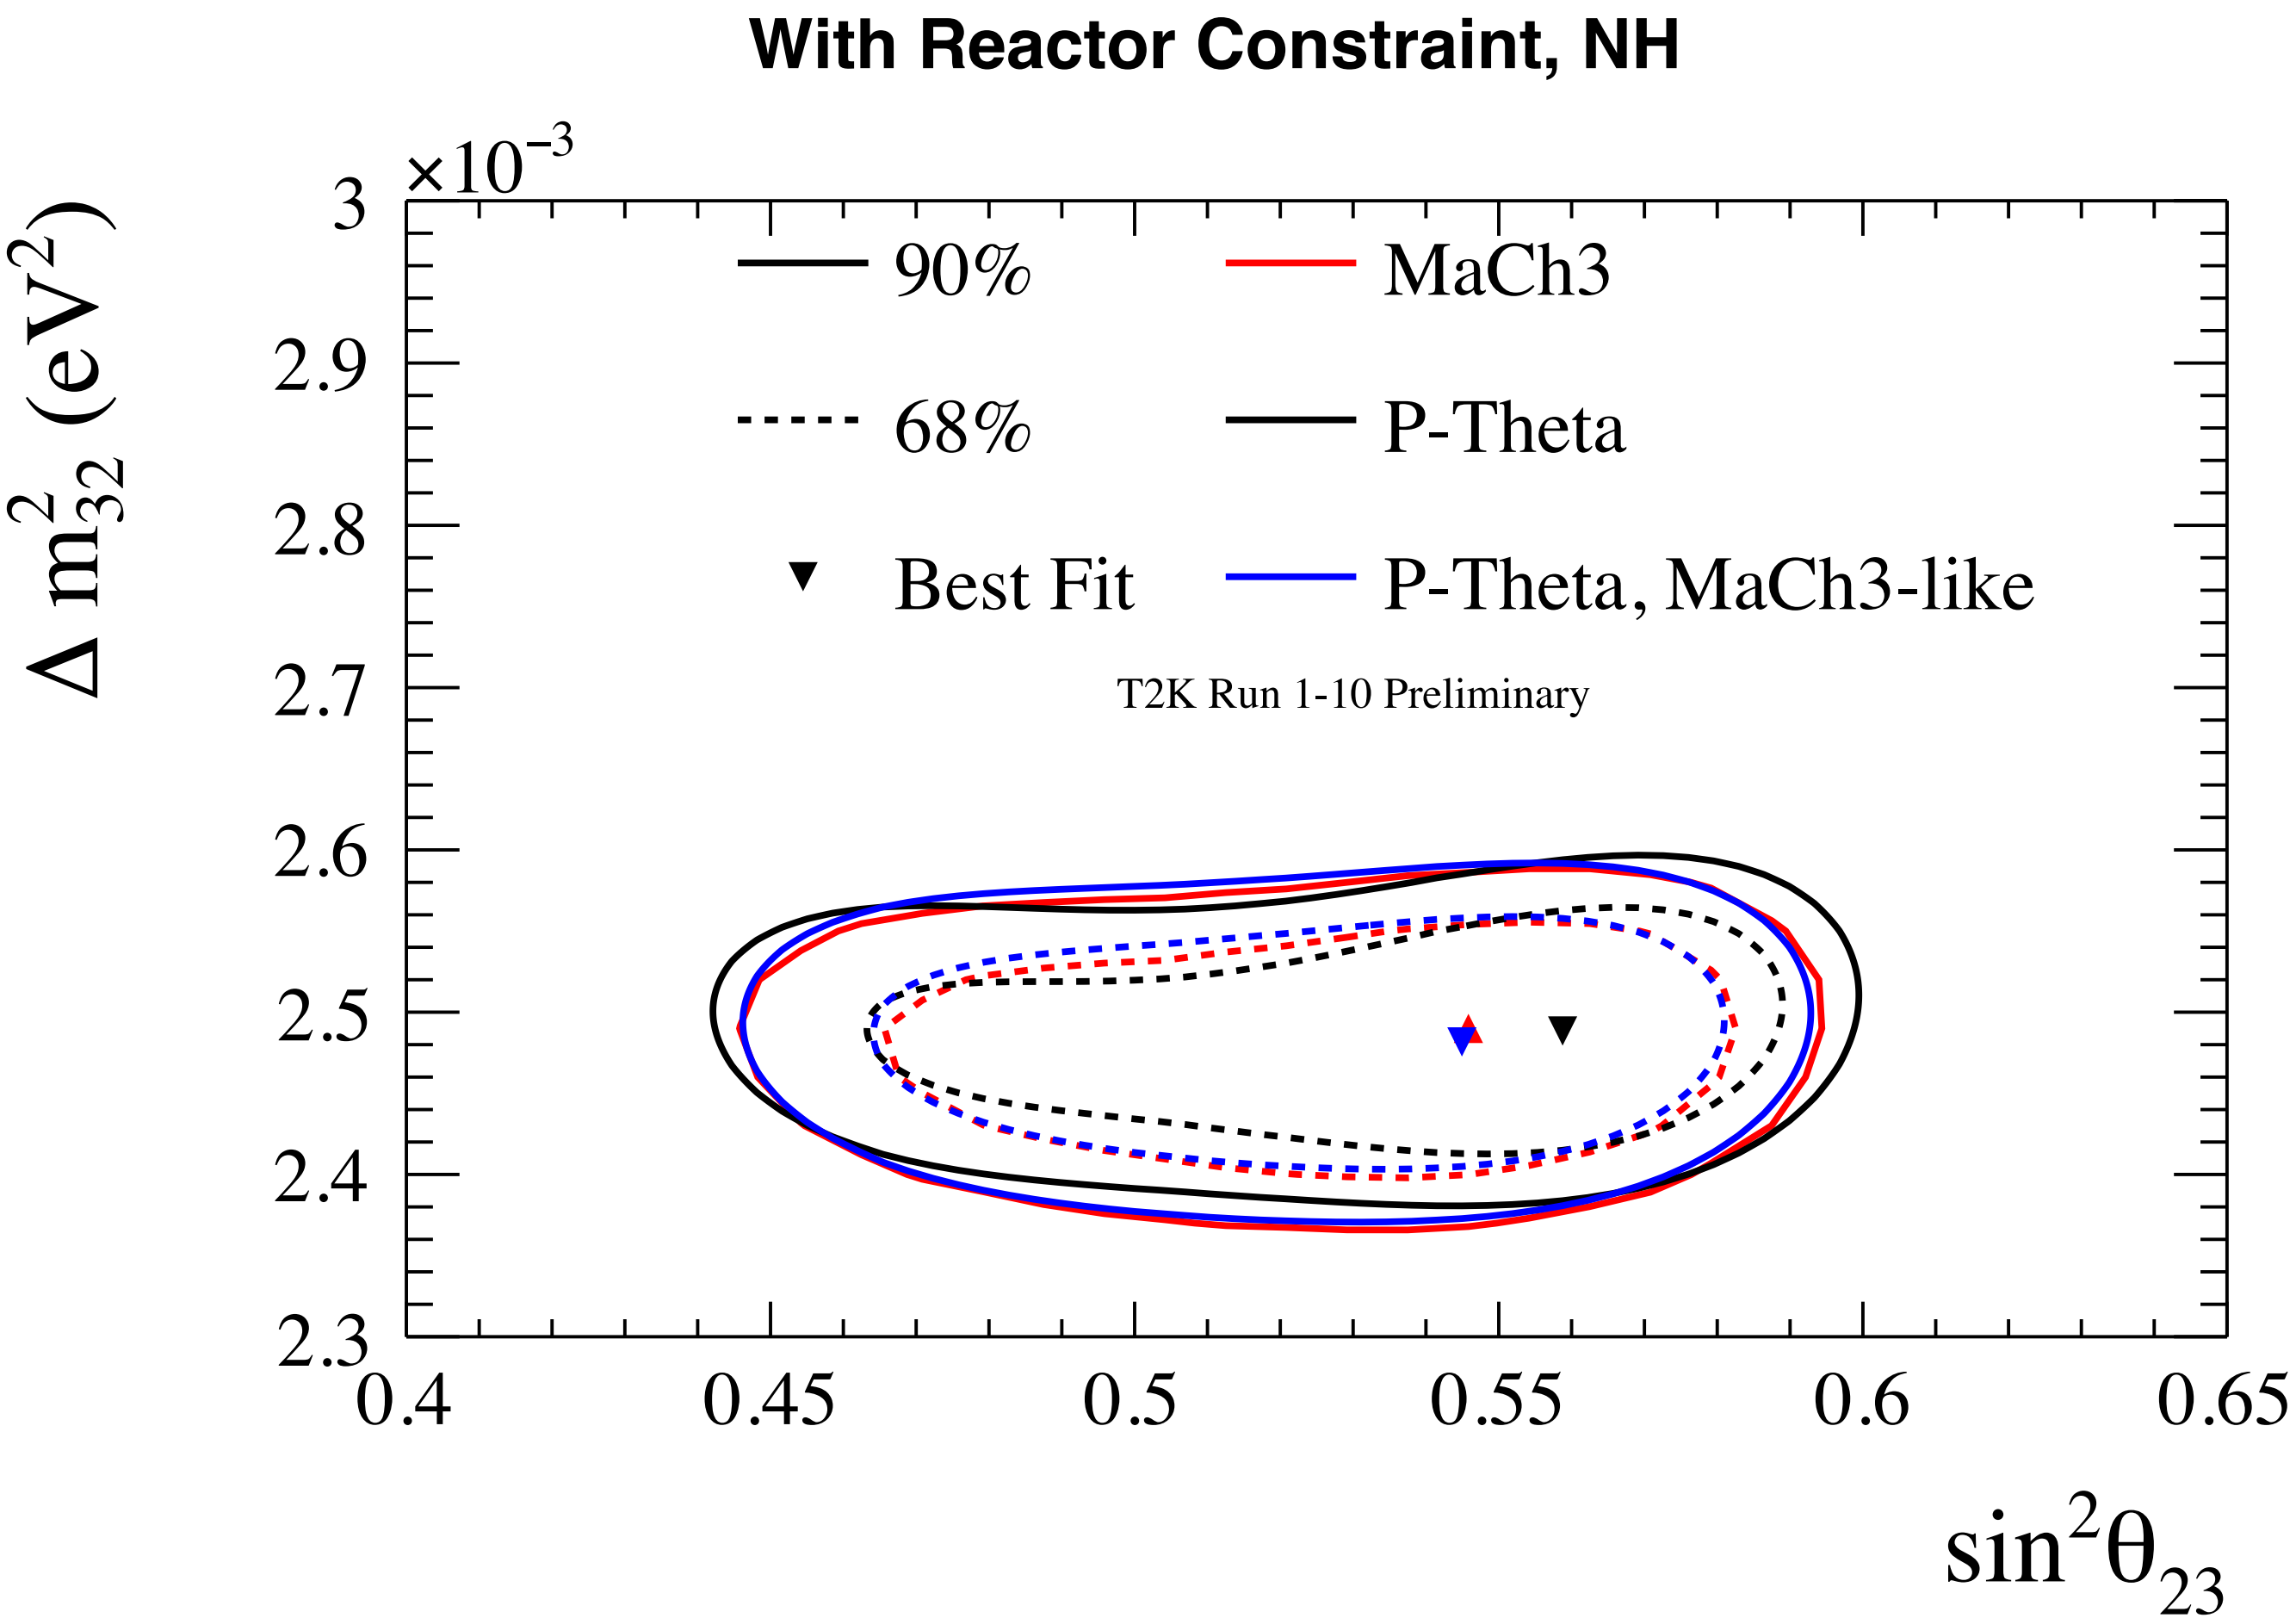 With Reactor Constraint, NH
×10⁻³
Δ m²₃₂ (eV²)
3
2.9
2.8
2.7
2.6
2.5
2.4
2.3
90%
MaCh3
68%
P-Theta
Best Fit
P-Theta, MaCh3-like
T2K Run 1-10 Preliminary
0.4 0.45 0.5 0.55 0.6 0.65
sin²θ₂₃